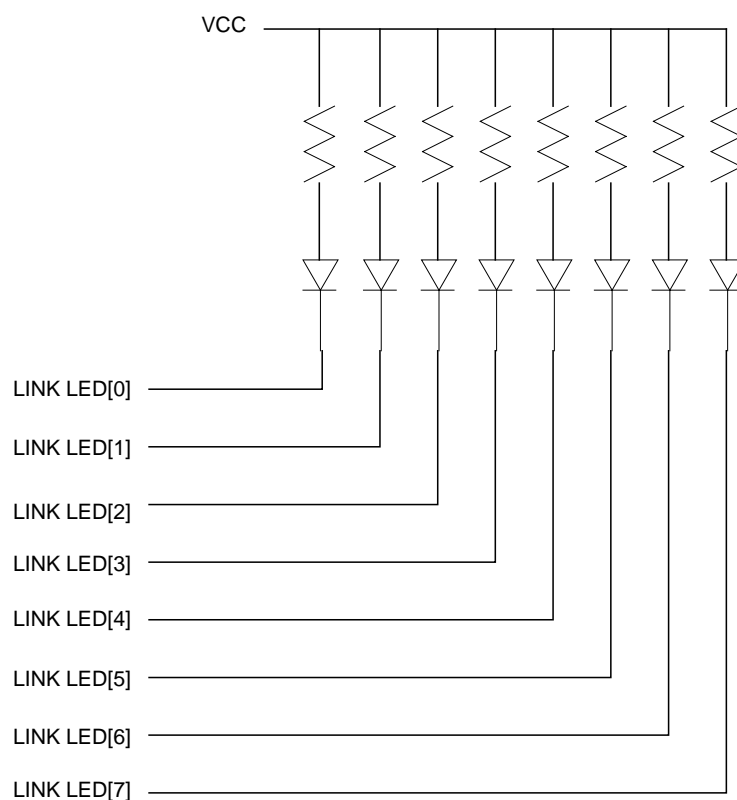 VCC
LINK LED[0]
LINK LED[1]
LINK LED[2]
LINK LED[3]
LINK LED[4]
LINK LED[5]
LINK LED[6]
LINK LED[7]